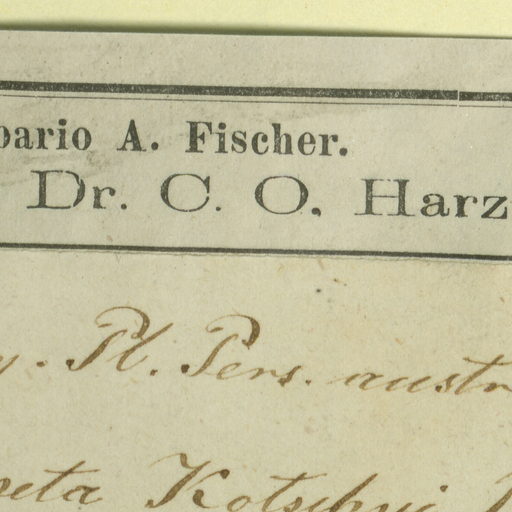 bario A. Fischer.
Dr. C. O. Harz
Pl. Pers. austr
peta Kotschyi